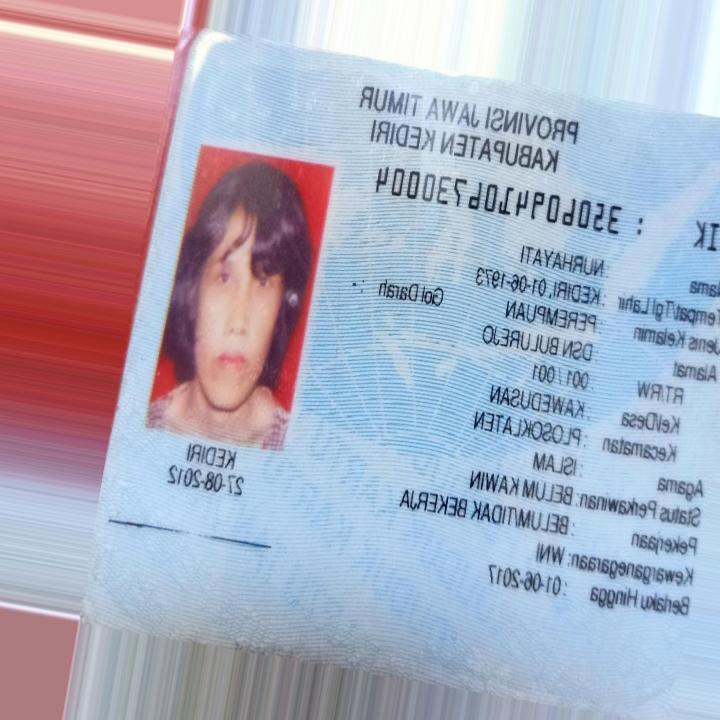 PROVINSI JAWA TIMUR
KABUPATEN KEDIRI
IK : 3506094106730004
ama : NURHAYATI
Tempat/Tgl Lahir : KEDIRI, 01-06-1973
Jenis Kelamin : PEREMPUAN Gol Darah : -
Alamat : DSN BULUREJO
RT/RW : 001 / 001
Kel/Desa : KAWEDUSAN
Kecamatan : PLOSOKLATEN
Agama : ISLAM
Status Perkawinan: BELUM KAWIN
Pekerjaan : BELUM/TIDAK BEKERJA
Kewarganegaraan: WNI
Berlaku Hingga : 01-06-2017
KEDIRI
27-08-2012